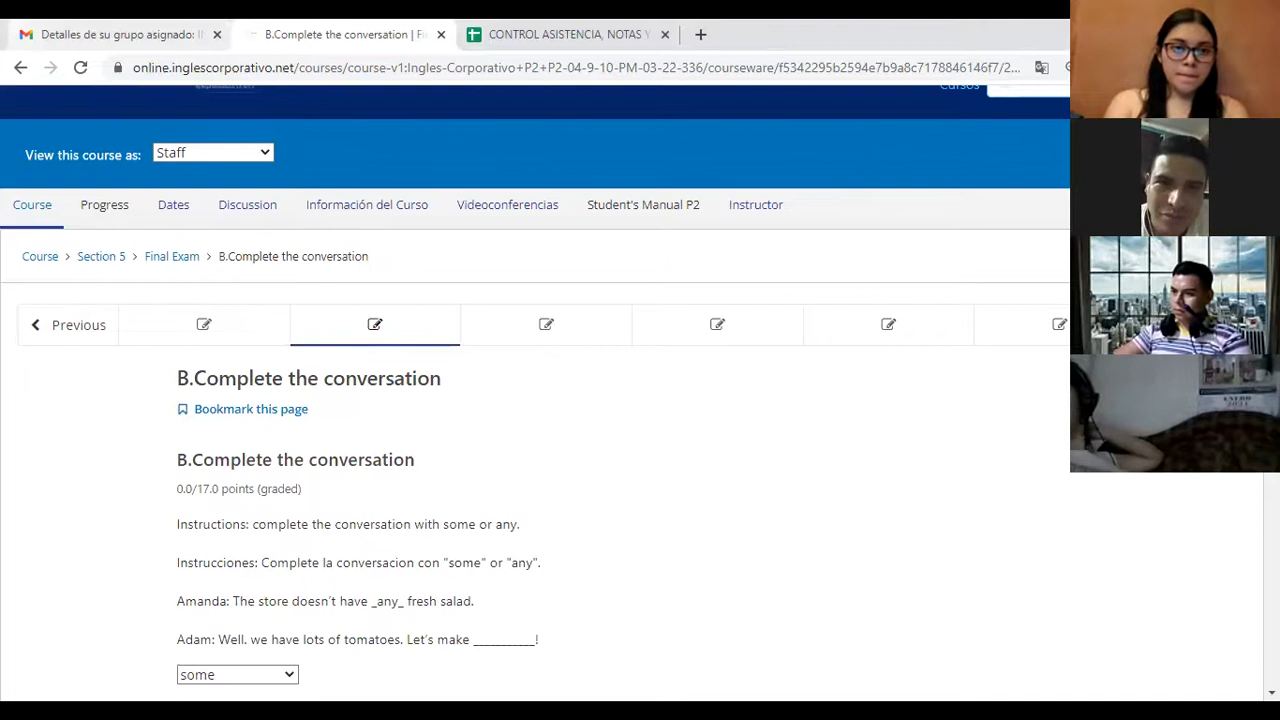 Detalles de su grupo asignado: II
B.Complete the conversation | Fi
CONTROL ASISTENCIA, NOTAS Y
online.inglescorporativo.net/courses/course-v1:Ingles-Corporativo+P2+P2-04-9-10-PM-03-22-336/courseware/f5342295b2594e7b9a8c7178846146f7/2...
Cursos
View this course as:
Staff
Course
Progress
Dates
Discussion
Información del Curso
Videoconferencias
Student's Manual P2
Instructor
Course > Section 5 > Final Exam > B.Complete the conversation
Previous
B.Complete the conversation
Bookmark this page
B.Complete the conversation
0.0/17.0 points (graded)
Instructions: complete the conversation with some or any.
Instrucciones: Complete la conversacion con "some" or "any".
Amanda: The store doesn´t have _any_ fresh salad.
Adam: Well. we have lots of tomatoes. Let´s make __________!
some
ENERO